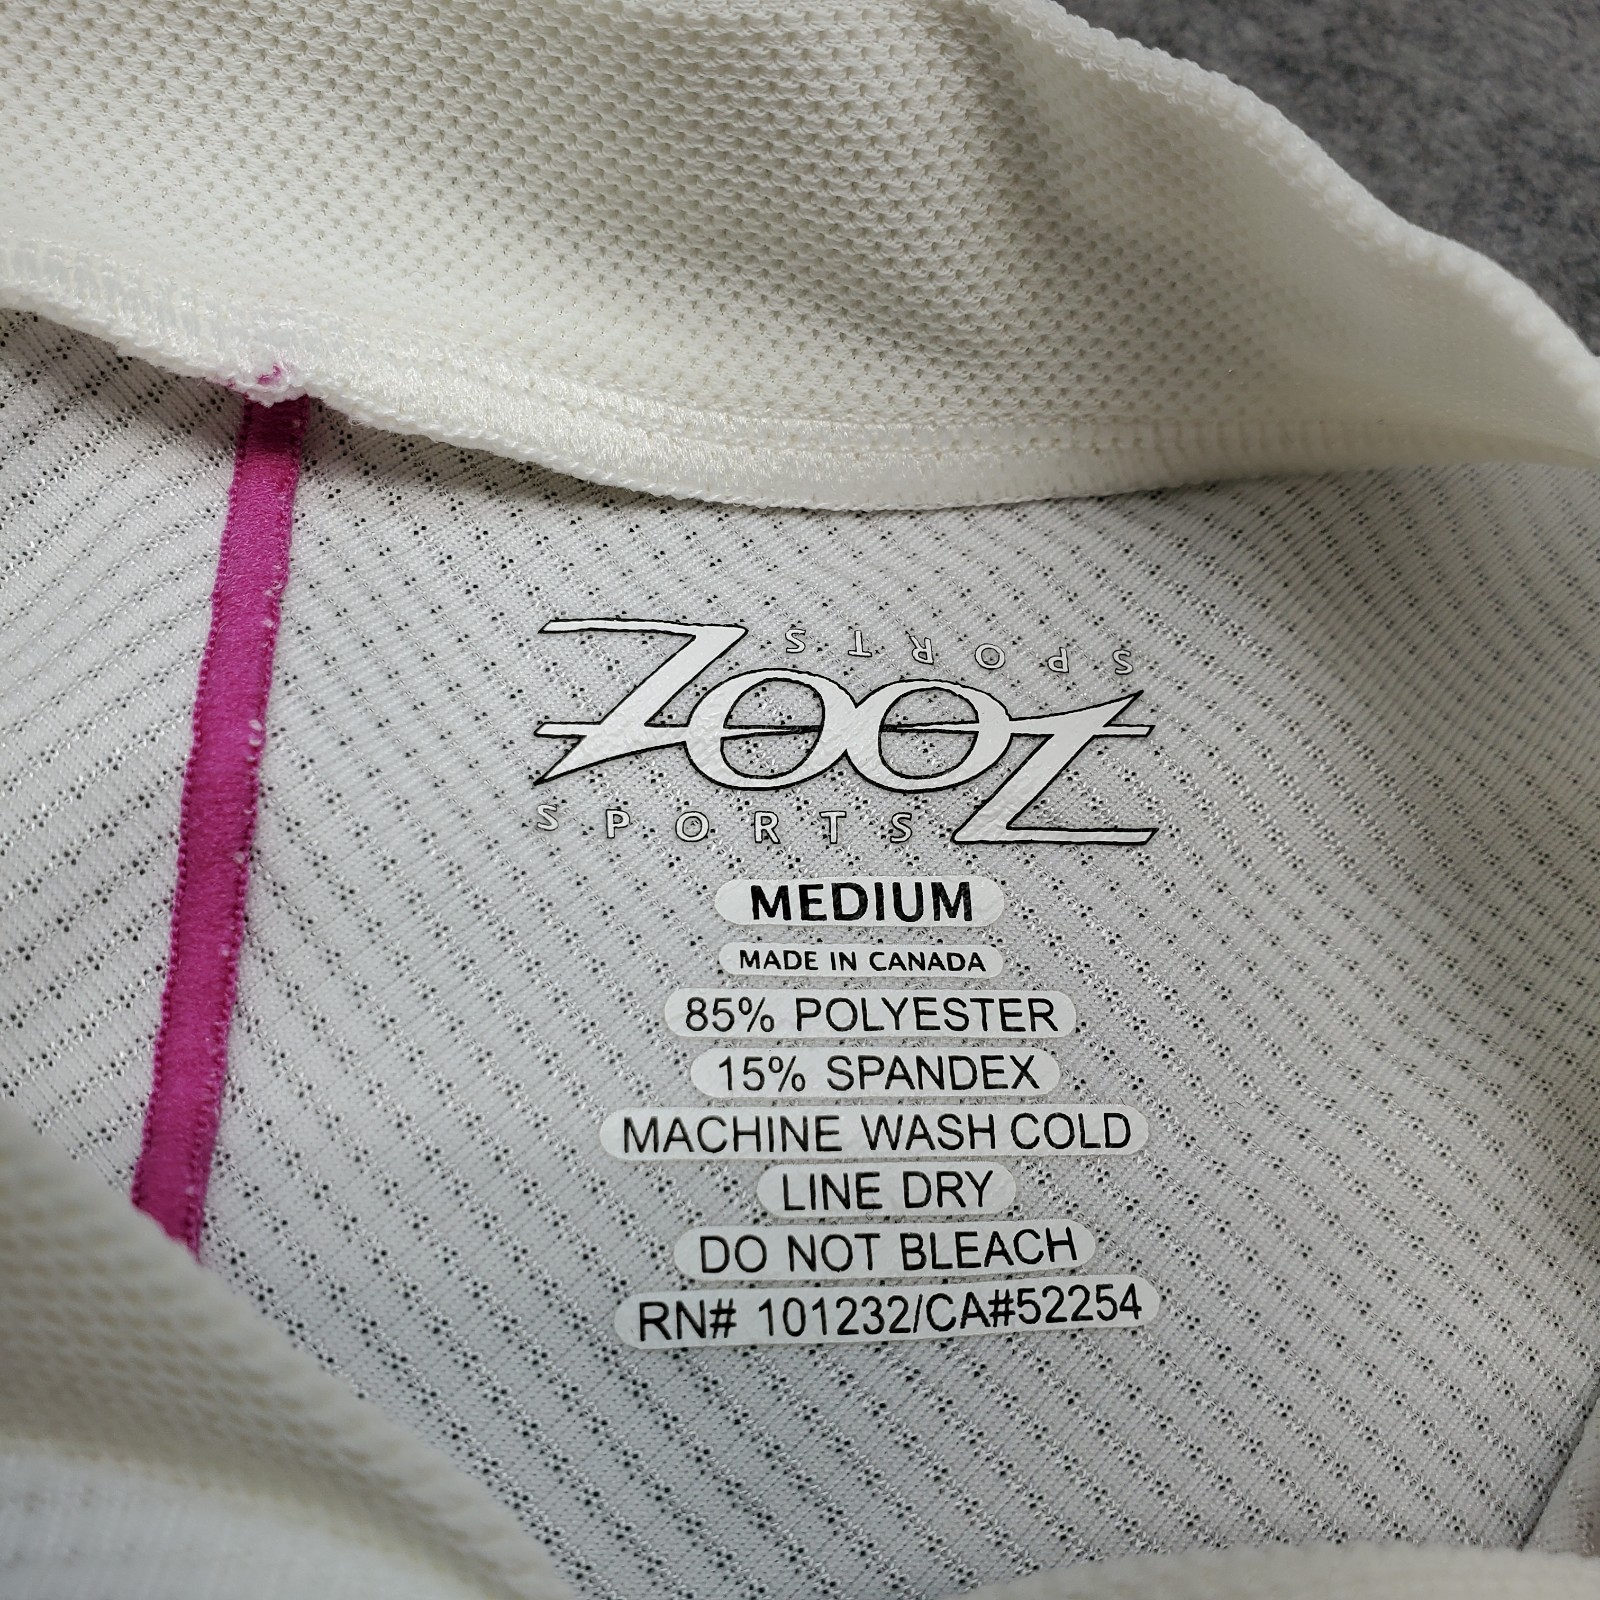 SPORTS
ZOOT
SPORTS
MEDIUM
MADE IN CANADA
85% POLYESTER
15% SPANDEX
MACHINE WASH COLD
LINE DRY
DO NOT BLEACH
RN# 101232/CA#52254